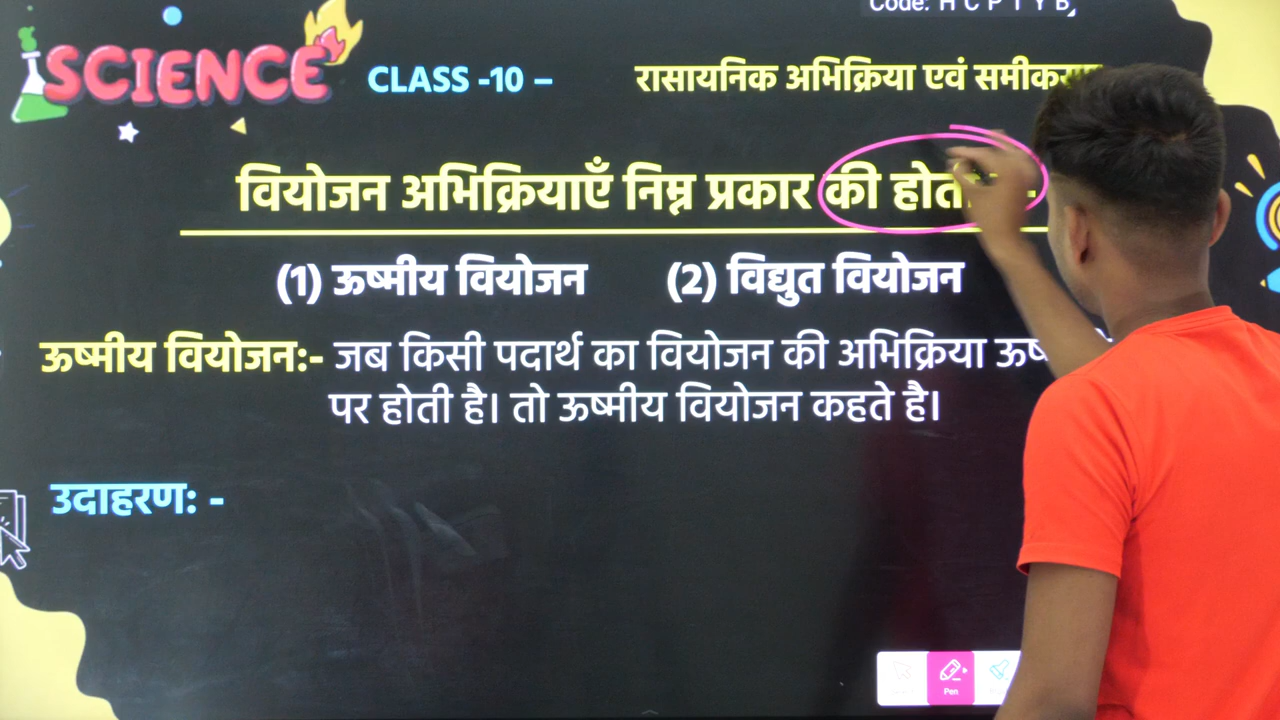 Code: H C P T Y B
SCIENCE
CLASS -10 –
रासायनिक अभिक्रिया एवं
वियोजन अभिक्रियाएँ निम्न प्रकार की
(1) ऊष्मीय वियोजन
(2) विद्युत वियोजन
ऊष्मीय वियोजन:- जब किसी पदार्थ का वियोजन की अभिक्रिया
पर होती है। तो ऊष्मीय वियोजन कहते है।
उदाहरण: -
Pen